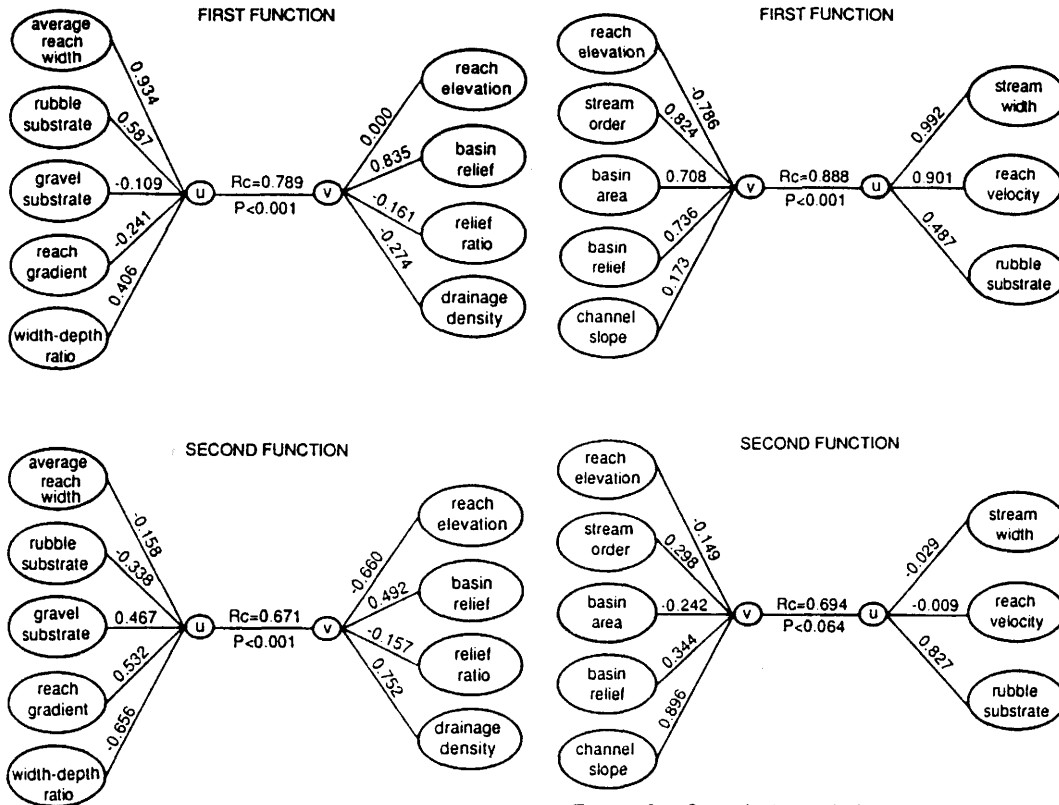 FIRST FUNCTION
average
reach
width
rubble
substrate
gravel
substrate
reach
gradient
width-depth
ratio
0.934
0.587
-0.109
-0.241
0.406
u
Rc=0.789
P<0.001
v
0.000
0.835
-0.161
-0.274
reach
elevation
basin
relief
relief
ratio
drainage
density
FIRST FUNCTION
reach
elevation
stream
order
basin
area
basin
relief
channel
slope
-0.786
0.824
0.708
0.736
0.173
v
Rc=0.888
P<0.001
u
0.992
0.901
0.487
stream
width
reach
velocity
rubble
substrate
SECOND FUNCTION
average
reach
width
rubble
substrate
gravel
substrate
reach
gradient
width-depth
ratio
-0.158
-0.338
0.467
0.532
-0.656
u
Rc=0.671
P<0.001
v
-0.660
0.492
-0.157
0.752
reach
elevation
basin
relief
relief
ratio
drainage
density
SECOND FUNCTION
reach
elevation
stream
order
basin
area
basin
relief
channel
slope
-0.149
0.298
-0.242
0.344
0.896
v
Rc=0.694
P<0.064
u
-0.029
-0.009
0.827
stream
width
reach
velocity
rubble
substrate